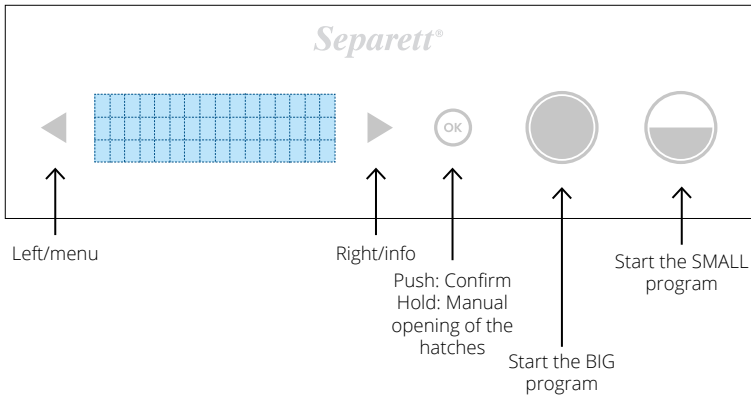 Separett®
OK
Left/menu
Right/info
Push: Confirm
Hold: Manual
opening of the
hatches
Start the BIG
program
Start the SMALL
program